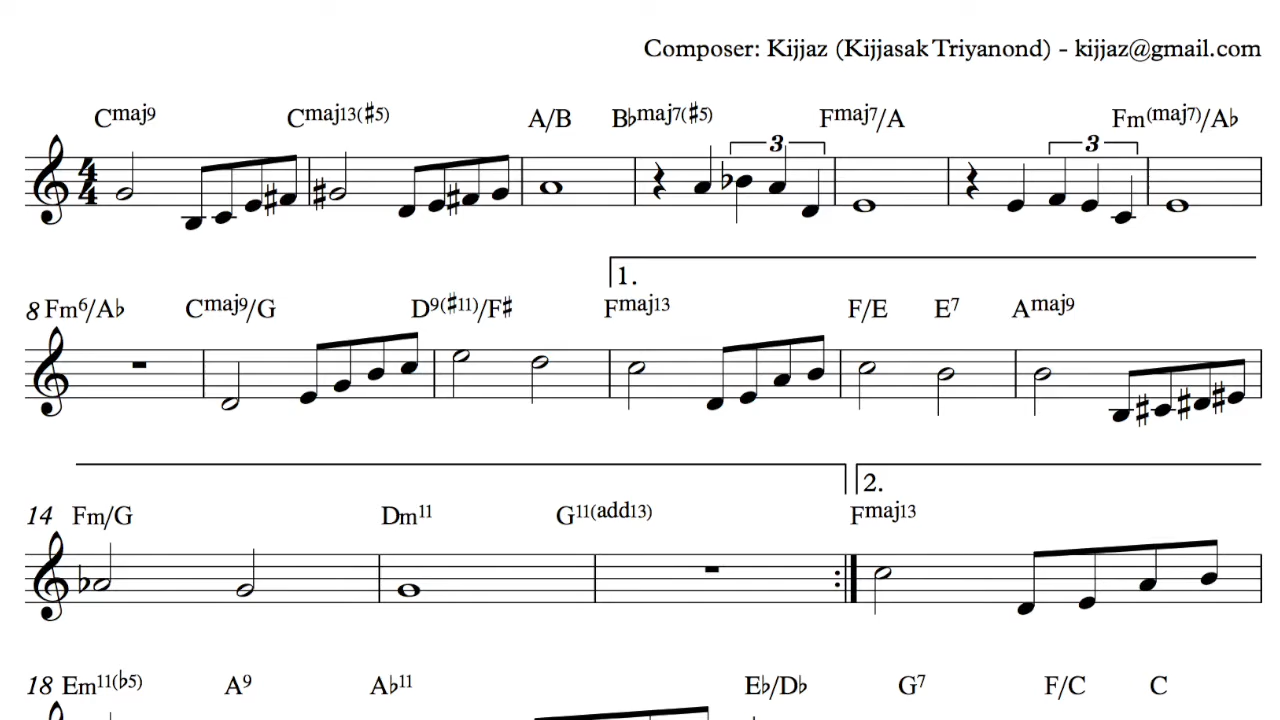 Composer: Kijjaz (Kijjasak Triyanond) - kijjaz@gmail.com
Cmaj9 Cmaj13(♯5) A/B B♭maj7(♯5) Fmaj7/A Fm(maj7)/A♭
4/4 3 3
1.
8 Fm6/A♭ Cmaj9/G D9(♯11)/F♯ Fmaj13 F/E E7 Amaj9
2.
14 Fm/G Dm11 G11(add13) Fmaj13
18 Em11(♭5) A9 A♭11 E♭/D♭ G7 F/C C